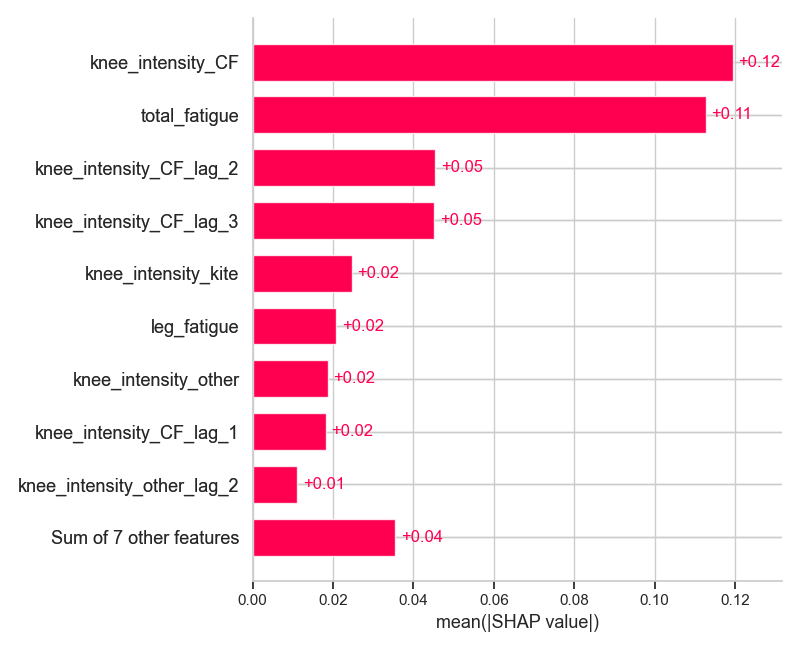 knee_intensity_CF +0.12
total_fatigue +0.11
knee_intensity_CF_lag_2 +0.05
knee_intensity_CF_lag_3 +0.05
knee_intensity_kite +0.02
leg_fatigue +0.02
knee_intensity_other +0.02
knee_intensity_CF_lag_1 +0.02
knee_intensity_other_lag_2 +0.01
Sum of 7 other features +0.04
0.00 0.02 0.04 0.06 0.08 0.10 0.12
mean(|SHAP value|)